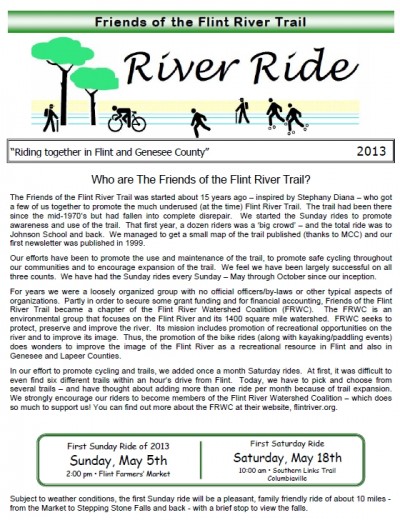 Friends of the Flint River Trail
River Ride
"Riding together in Flint and Genesee County"
2013
Who are The Friends of the Flint River Trail?
The Friends of the Flint River Trail was started about 15 years ago – inspired by Stephany Diana – who got
a few of us together to promote the much underused (at the time) Flint River Trail. The trail had been there
since the mid-1970's but had fallen into complete disrepair. We started the Sunday rides to promote
awareness and use of the trail. That first year, a dozen riders was a 'big crowd' – and the total ride was to
Johnson School and back. We managed to get a small map of the trail published (thanks to MCC) and our
first newsletter was published in 1999.
Our efforts have been to promote the use and maintenance of the trail, to promote safe cycling throughout
our communities and to encourage expansion of the trail. We feel we have been largely successful on all
three counts. We have had the Sunday rides every Sunday – May through October since our inception.
For years we were a loosely organized group with no official officers/by-laws or other typical aspects of
organizations. Partly in order to secure some grant funding and for financial accounting, Friends of the Flint
River Trail became a chapter of the Flint River Watershed Coalition (FRWC). The FRWC is an
environmental group that focuses on the Flint River and its 1400 square mile watershed. FRWC seeks to
protect, preserve and improve the river. Its mission includes promotion of recreational opportunities on the
river and to improve its image. Thus, the promotion of the bike rides (along with kayaking/paddling events)
does wonders to improve the image of the Flint River as a recreational resource in Flint and also in
Genesee and Lapeer Counties.
In our effort to promote cycling and trails, we added once a month Saturday rides. At first, it was difficult to
even find six different trails within an hour's drive from Flint. Today, we have to pick and choose from
several trails – and have thought about adding more than one ride per month because of trail expansion.
We strongly encourage our riders to become members of the Flint River Watershed Coalition – which does
so much to support us! You can find out more about the FRWC at their website, flintriver.org.
First Sunday Ride of 2013
Sunday, May 5th
2:00 pm • Flint Farmers' Market
First Saturday Ride
Saturday, May 18th
10:00 am • Southern Links Trail
Columbiaville
Subject to weather conditions, the first Sunday ride will be a pleasant, family friendly ride of about 10 miles -
from the Market to Stepping Stone Falls and back - with a brief stop to view the falls.